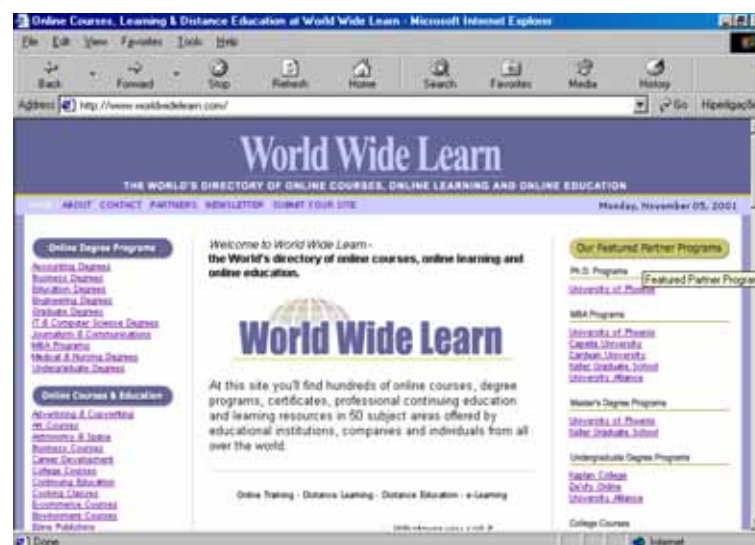 Online Courses, Learning & Distance Education at World Wide Learn - Microsoft Internet Explorer
File Edit View Favorites Tools Help
Back Forward Stop Refresh Home Search Favorites Media History
Address http://www.worldwidelearn.com/ Go
World Wide Learn
THE WORLD'S DIRECTORY OF ONLINE COURSES, ONLINE LEARNING AND ONLINE EDUCATION
ABOUT CONTACT PARTNERS NEWSLETTER SUBMIT YOUR SITE Monday, November 05, 2001
Online Degree Programs
Accounting Degrees
Business Degrees
Education Degrees
Engineering Degrees
Graduate Degrees
IT & Computer Science Degrees
Journalism & Communications
MBA Programs
Medical & Nursing Degrees
Undergraduate Degrees
Online Courses & Education
Advertising & Copywriting
Art Courses
Astronomy & Space
Business Courses
Career Development
College Courses
Continuing Education
Cooking Classes
Ecommerce Courses
Environment Courses
Welcome to World Wide Learn -
the World's directory of online courses, online learning and
online education.
World Wide Learn
At this site you'll find hundreds of online courses, degree
programs, certificates, professional continuing education
and learning resources in 50 subject areas offered by
educational institutions, companies and individuals from all
over the world.
Online Training - Distance Learning - Distance Education - e-Learning
Our Featured Partner Programs
Ph.D. Programs
Featured Partner Program
University of Phoenix
MBA Programs
University of Phoenix
Capella University
Cardean University
Keller Graduate School
University Alliance
Master's Degree Programs
University of Phoenix
Keller Graduate School
Undergraduate Degree Programs
Kaplan College
DeVry Online
University Alliance
College Courses
Done Internet